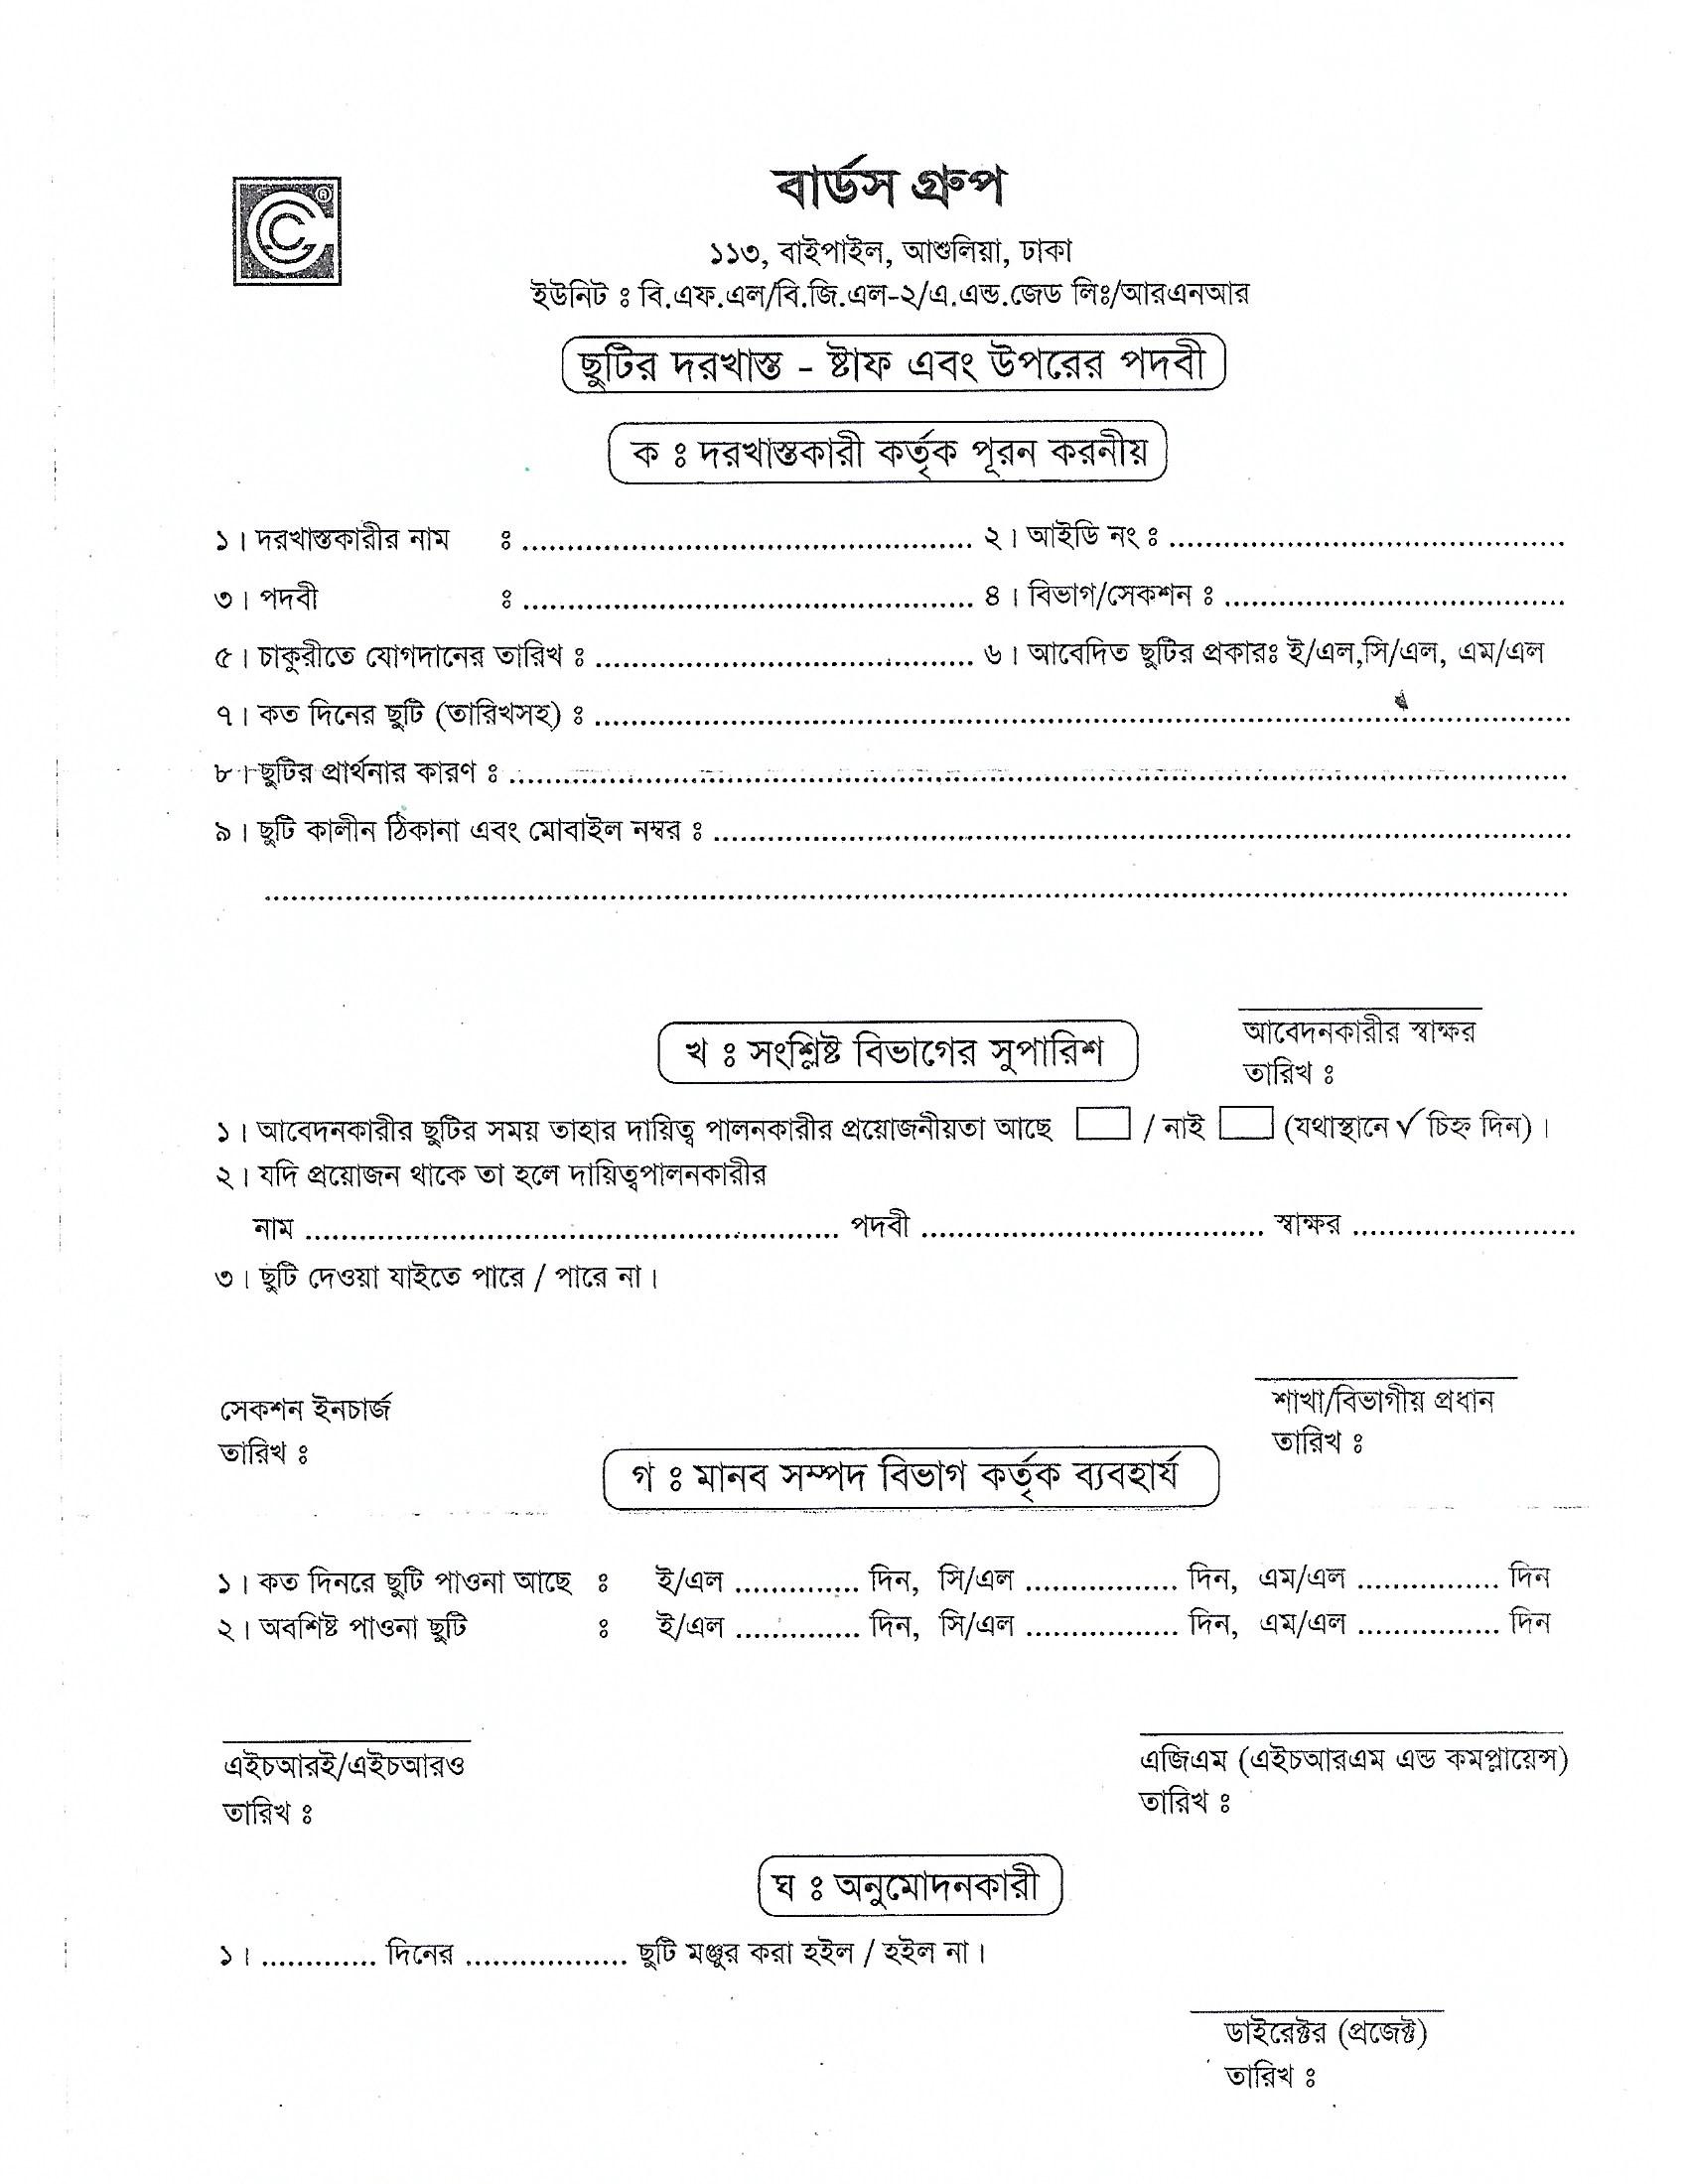 বার্ডস গ্রুপ
১১৩, বাইপাইল, আশুলিয়া, ঢাকা
ইউনিট ঃ বি.এফ.এল/বি.জি.এল-২/এ.এন্ড.জেড লিঃ/আরএনআর
ছুটির দরখাস্ত - ষ্টাফ এবং উপরের পদবী
ক ঃ দরখাস্তকারী কর্তৃক পূরন করনীয়
১। দরখাস্তকারীর নাম ঃ .................................................. ২। আইডি নং ঃ ............................................
৩। পদবী ঃ .................................................. ৪। বিভাগ/সেকশন ঃ ......................................
৫। চাকুরীতে যোগদানের তারিখ ঃ .......................................... ৬। আবেদিত ছুটির প্রকারঃ ই/এল,সি/এল, এম/এল
৭। কত দিনের ছুটি (তারিখসহ) ঃ ..............................................................................................
৮। ছুটির প্রার্থনার কারণ ঃ ..............................................................................................
৯। ছুটি কালীন ঠিকানা এবং মোবাইল নম্বর ঃ ................................................................................
..............................................................................................................
আবেদনকারীর স্বাক্ষর
তারিখ ঃ
খ ঃ সংশ্লিষ্ট বিভাগের সুপারিশ
১। আবেদনকারীর ছুটির সময় তাহার দায়িত্ব পালনকারীর প্রয়োজনীয়তা আছে / নাই (যথাস্থানে ✓ চিহ্ন দিন)।
২। যদি প্রয়োজন থাকে তা হলে দায়িত্বপালনকারীর
নাম ............................................................ পদবী ...................................... স্বাক্ষর .........................
৩। ছুটি দেওয়া যাইতে পারে / পারে না।
সেকশন ইনচার্জ
তারিখ ঃ
শাখা/বিভাগীয় প্রধান
তারিখ ঃ
গ ঃ মানব সম্পদ বিভাগ কর্তৃক ব্যবহার্য
১। কত দিনরে ছুটি পাওনা আছে ঃ ই/এল .............. দিন, সি/এল ................. দিন, এম/এল ................ দিন
২। অবশিষ্ট পাওনা ছুটি ঃ ই/এল .............. দিন, সি/এল ................. দিন, এম/এল ................ দিন
এইচআরই/এইচআরও
তারিখ ঃ
এজিএম (এইচআরএম এন্ড কমপ্লায়েন্স)
তারিখ ঃ
ঘ ঃ অনুমোদনকারী
১। ............. দিনের .................. ছুটি মঞ্জুর করা হইল / হইল না।
ডাইরেক্টর (প্রজেক্ট)
তারিখ ঃ